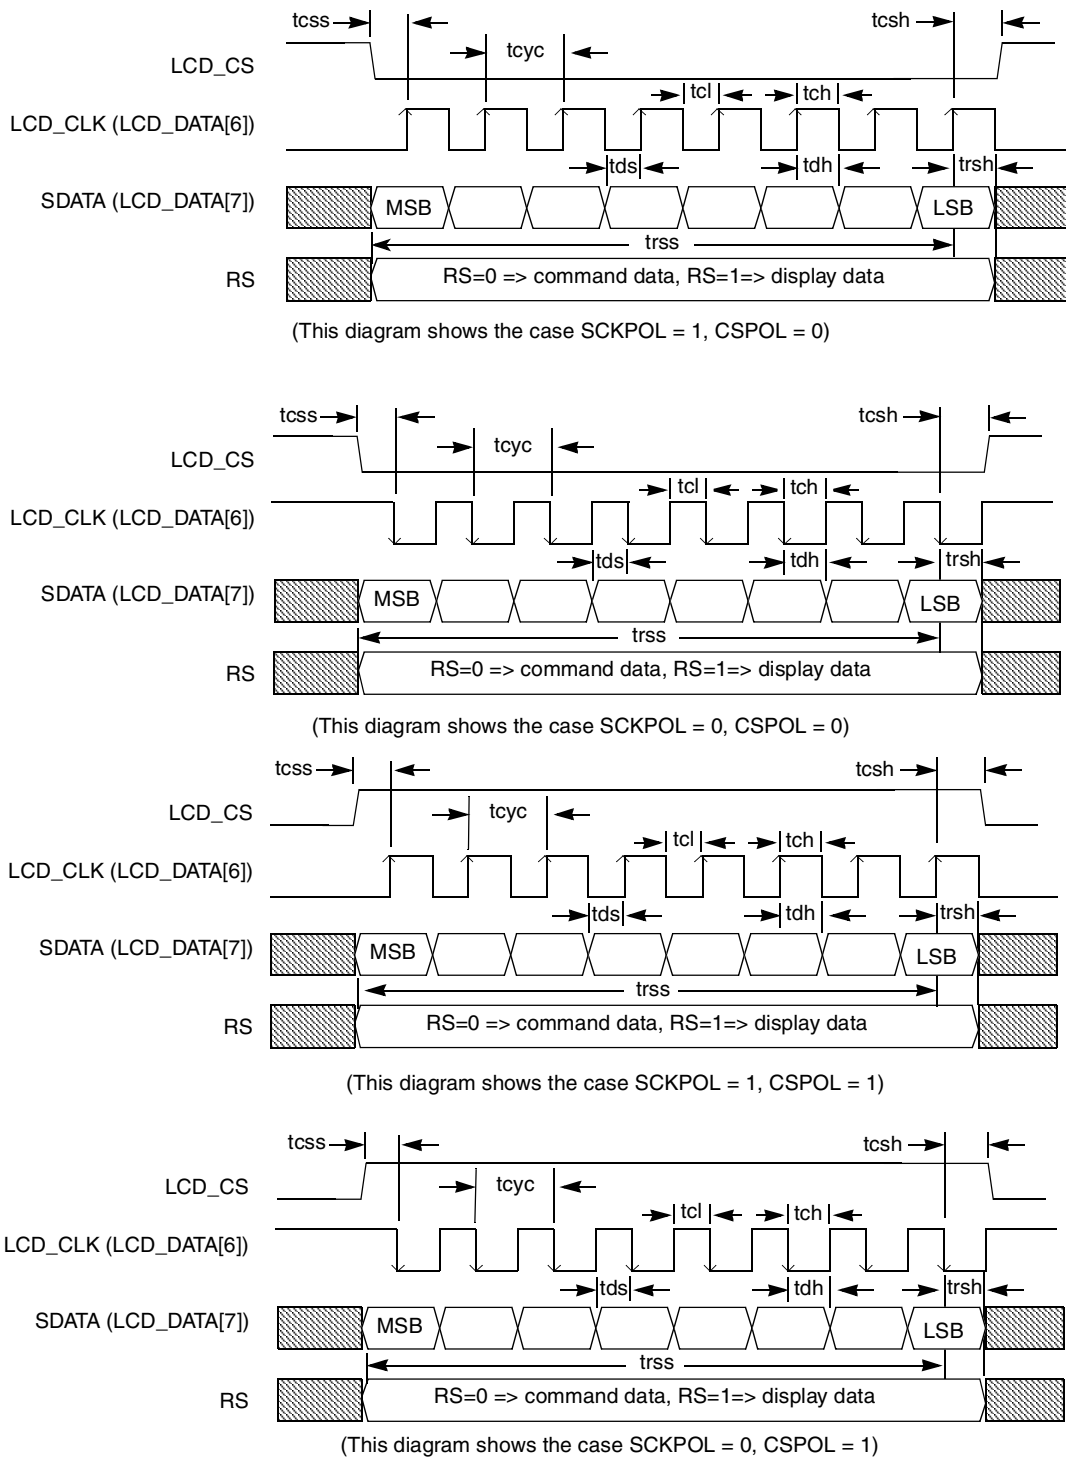 tcss
tcsh
LCD_CS
tcyc
tcl
tch
LCD_CLK (LCD_DATA[6])
tds
tdh
trsh
SDATA (LCD_DATA[7])
MSB
LSB
trss
RS
RS=0 => command data, RS=1=> display data
(This diagram shows the case SCKPOL = 1, CSPOL = 0)
tcss
tcsh
LCD_CS
tcyc
tcl
tch
LCD_CLK (LCD_DATA[6])
tds
tdh
trsh
SDATA (LCD_DATA[7])
MSB
LSB
trss
RS
RS=0 => command data, RS=1=> display data
(This diagram shows the case SCKPOL = 0, CSPOL = 0)
tcss
tcsh
LCD_CS
tcyc
tcl
tch
LCD_CLK (LCD_DATA[6])
tds
tdh
trsh
SDATA (LCD_DATA[7])
MSB
LSB
trss
RS
RS=0 => command data, RS=1=> display data
(This diagram shows the case SCKPOL = 1, CSPOL = 1)
tcss
tcsh
LCD_CS
tcyc
tcl
tch
LCD_CLK (LCD_DATA[6])
tds
tdh
trsh
SDATA (LCD_DATA[7])
MSB
LSB
trss
RS
RS=0 => command data, RS=1=> display data
(This diagram shows the case SCKPOL = 0, CSPOL = 1)